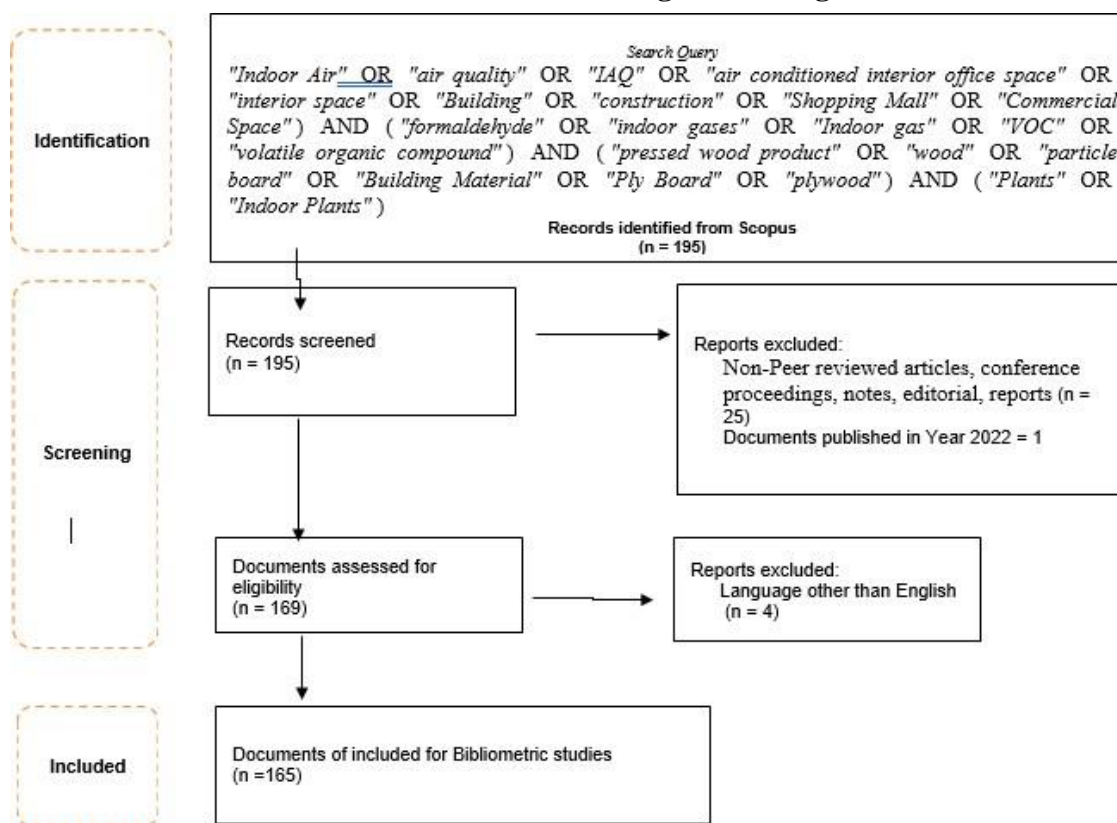 Identification
Search Query
"Indoor Air" OR "air quality" OR "IAQ" OR "air conditioned interior office space" OR
"interior space" OR "Building" OR "construction" OR "Shopping Mall" OR "Commercial
Space") AND ("formaldehyde" OR "indoor gases" OR "Indoor gas" OR "VOC" OR
"volatile organic compound") AND ("pressed wood product" OR "wood" OR "particle
board" OR "Building Material" OR "Ply Board" OR "plywood") AND ("Plants" OR
"Indoor Plants")
Records identified from Scopus
(n = 195)
Screening
Records screened
(n = 195)
Reports excluded:
Non-Peer reviewed articles, conference
proceedings, notes, editorial, reports (n =
25)
Documents published in Year 2022 = 1
Documents assessed for
eligibility
(n = 169)
Reports excluded:
Language other than English
(n = 4)
Included
Documents of included for Bibliometric studies
(n =165)